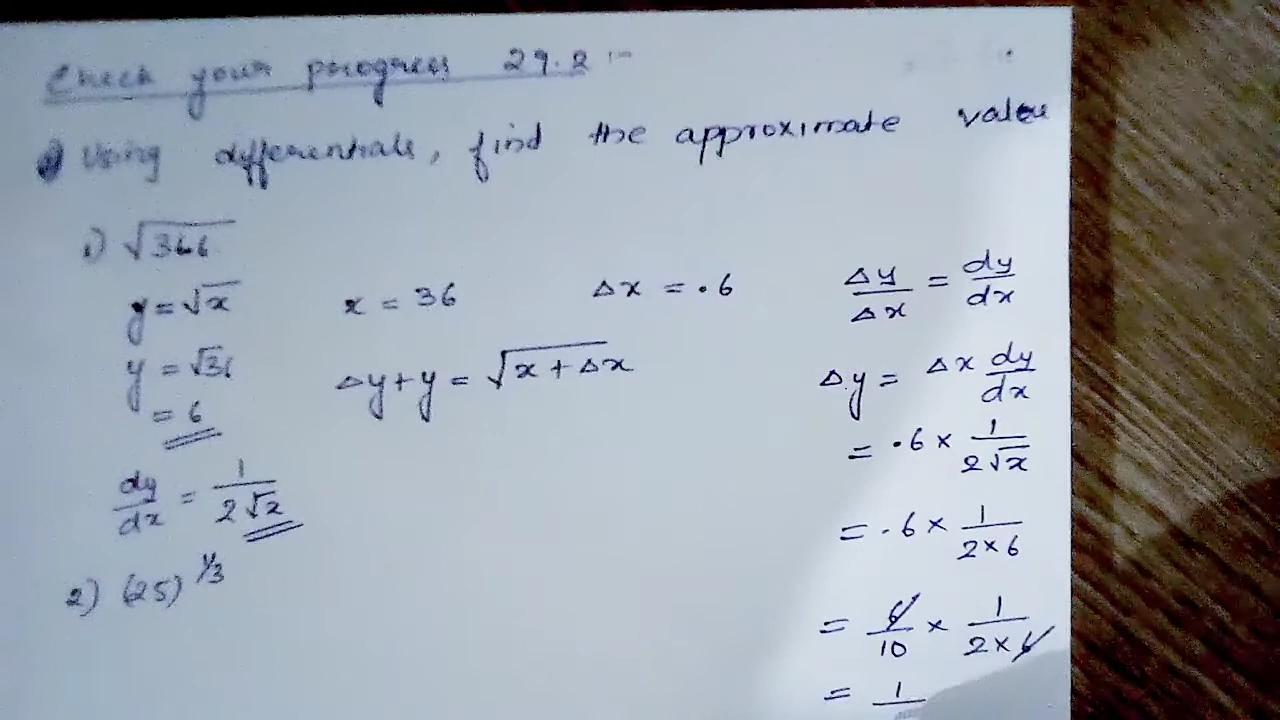 Check your progress 29.2 :-
Using differentials, find the approximate value
1) √366
y = √x
y = √36
= 6
dy/dx = 1/(2√x)
2) (25)^1/3
x = 36
Δx = .6
Δy + y = √(x + Δx)
Δy/Δx = dy/dx
Δy = Δx dy/dx
= .6 × 1/(2√x)
= .6 × 1/(2×6)
= 6/10 × 1/(2×6)
= 1